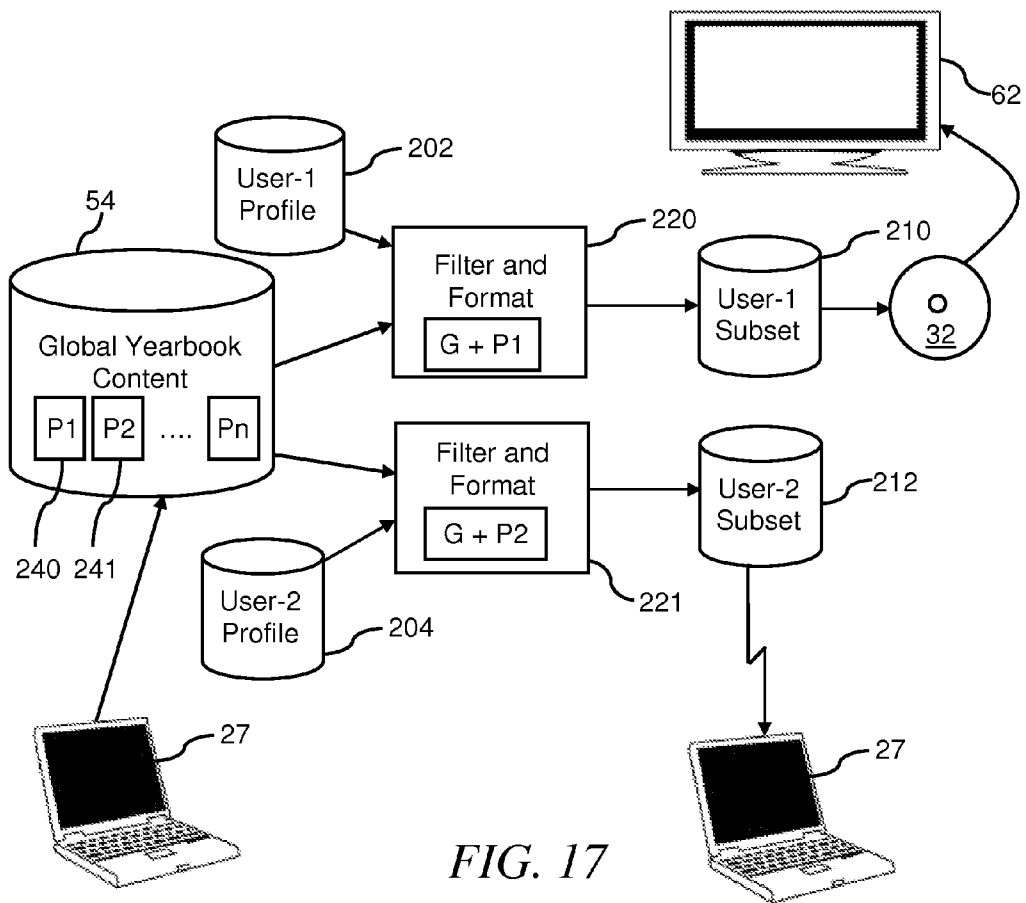 62
User-1
Profile
202
54
220
210
Filter and
Format
G + P1
User-1
Subset
32
Global Yearbook
Content
P1
P2
....
Pn
Filter and
Format
G + P2
User-2
Subset
212
240
241
User-2
Profile
204
221
27
27
FIG. 17